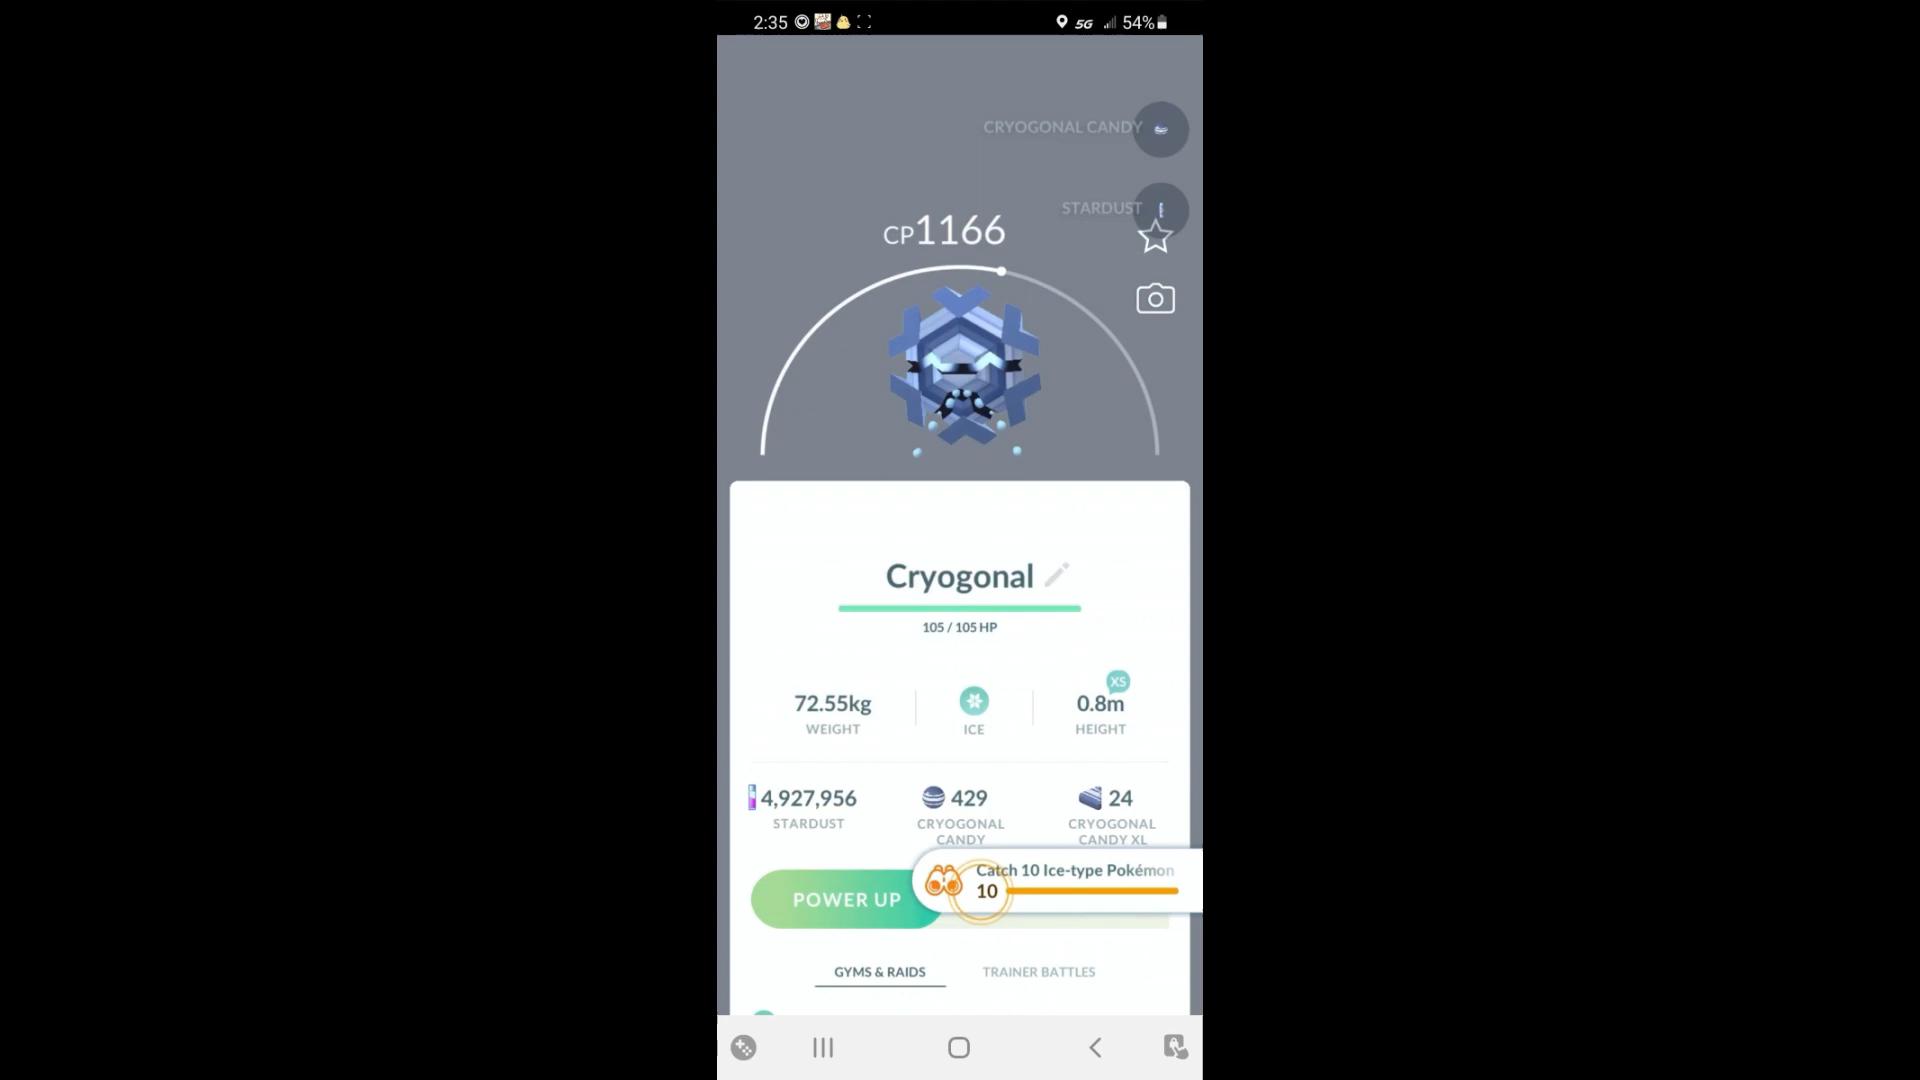 2:35
5G
54%
CRYOGONAL CANDY
STARDUST
CP1166
Cryogonal
105 / 105 HP
XS
72.55kg
0.8m
WEIGHT
ICE
HEIGHT
4,927,956
429
24
STARDUST
CRYOGONAL
CANDY
CRYOGONAL
CANDY XL
Catch 10 Ice-type Pokémon
10
POWER UP
GYMS & RAIDS
TRAINER BATTLES